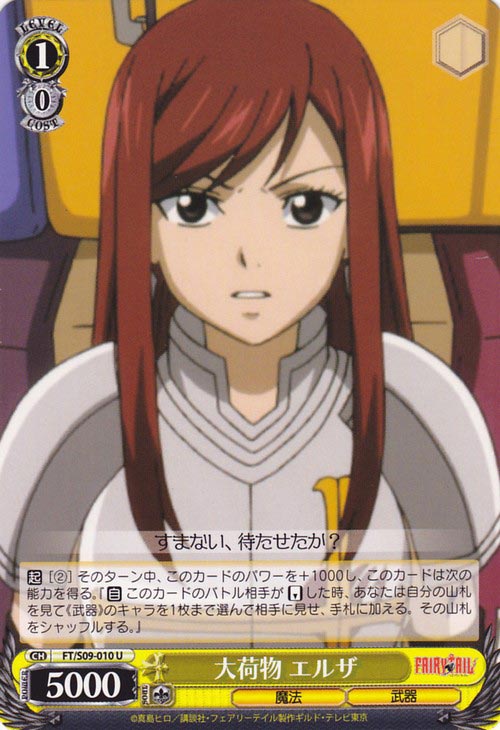 LEVEL
1
0
COST
すまない、待たせたか？
起 [②] そのターン中、このカードのパワーを＋1000し、このカードは次の
能力を得る。『自 このカードのバトル相手が した時、あなたは自分の山札
を見て《武器》のキャラを1枚まで選んで相手に見せ、手札に加える。その山札
をシャッフルする。』
CH FT/S09-010 U
大荷物 エルザ
FAIRY TAIL
POWER 5000 SOUL
魔法 武器
©真島ヒロ／講談社・フェアリーテイル製作ギルド・テレビ東京